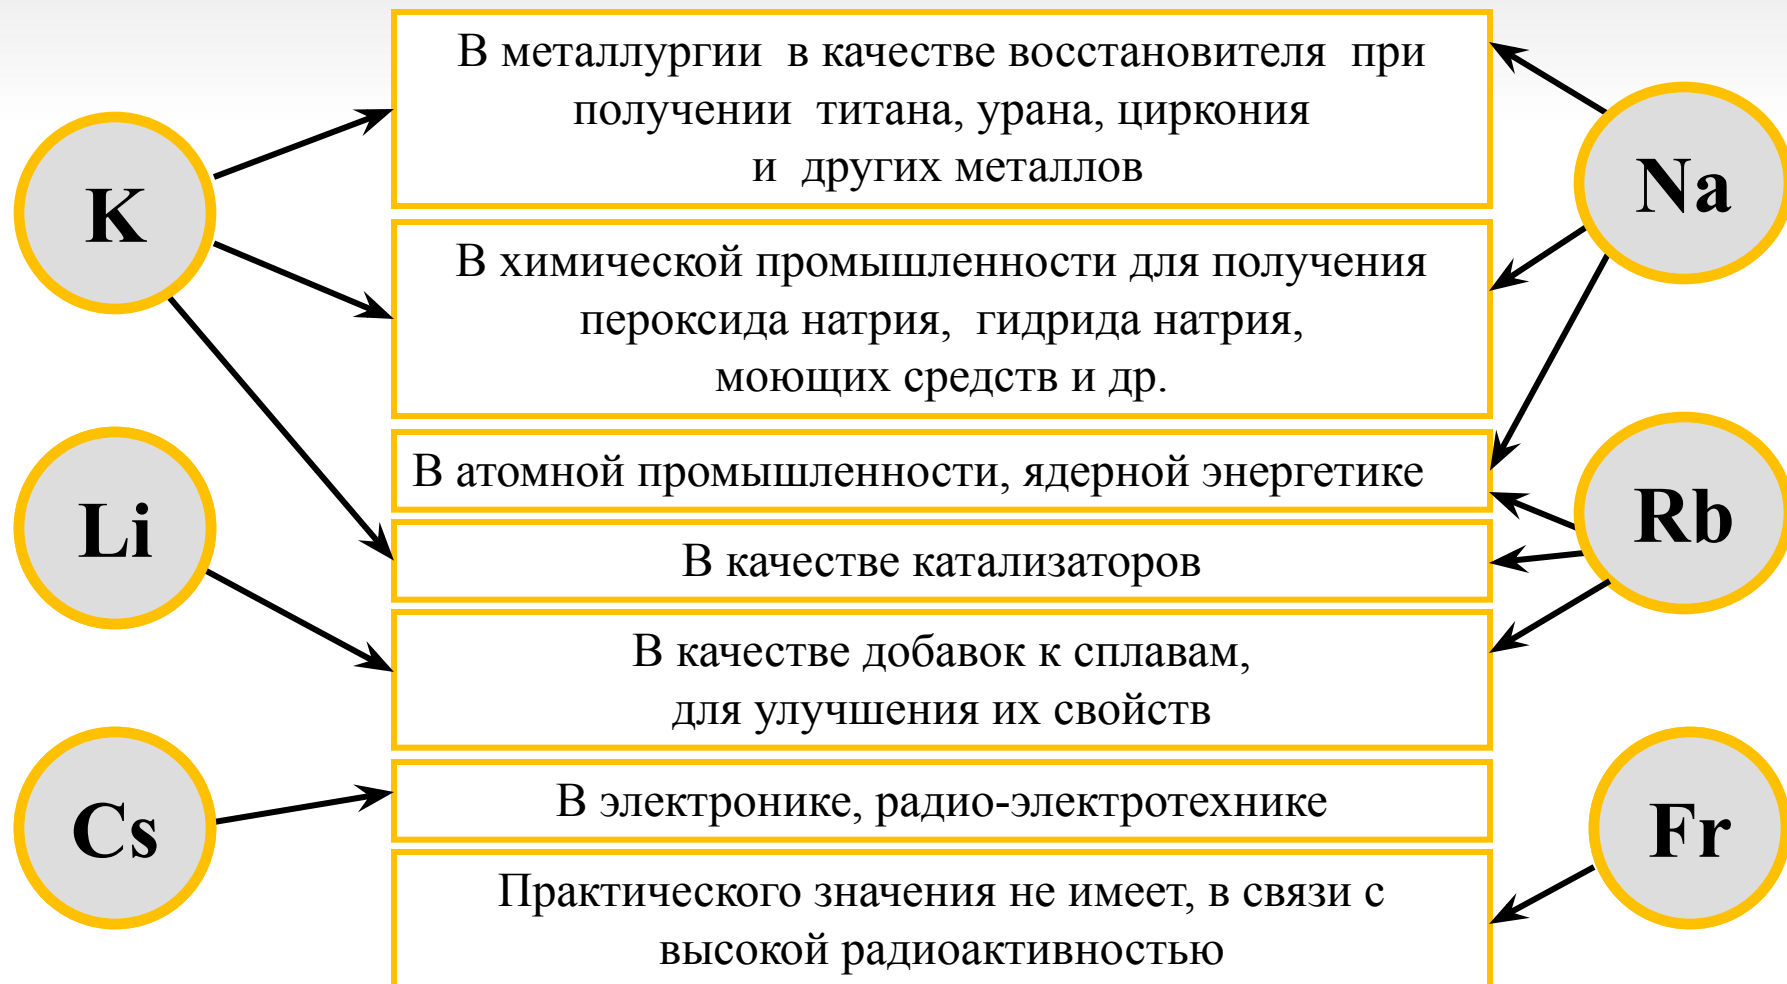 В металлургии в качестве восстановителя при
получении титана, урана, циркония
и других металлов
K
Na
В химической промышленности для получения
пероксида натрия, гидрида натрия,
моющих средств и др.
В атомной промышленности, ядерной энергетике
Li
Rb
В качестве катализаторов
В качестве добавок к сплавам,
для улучшения их свойств
Cs
В электронике, радио-электротехнике
Fr
Практического значения не имеет, в связи с
высокой радиоактивностью